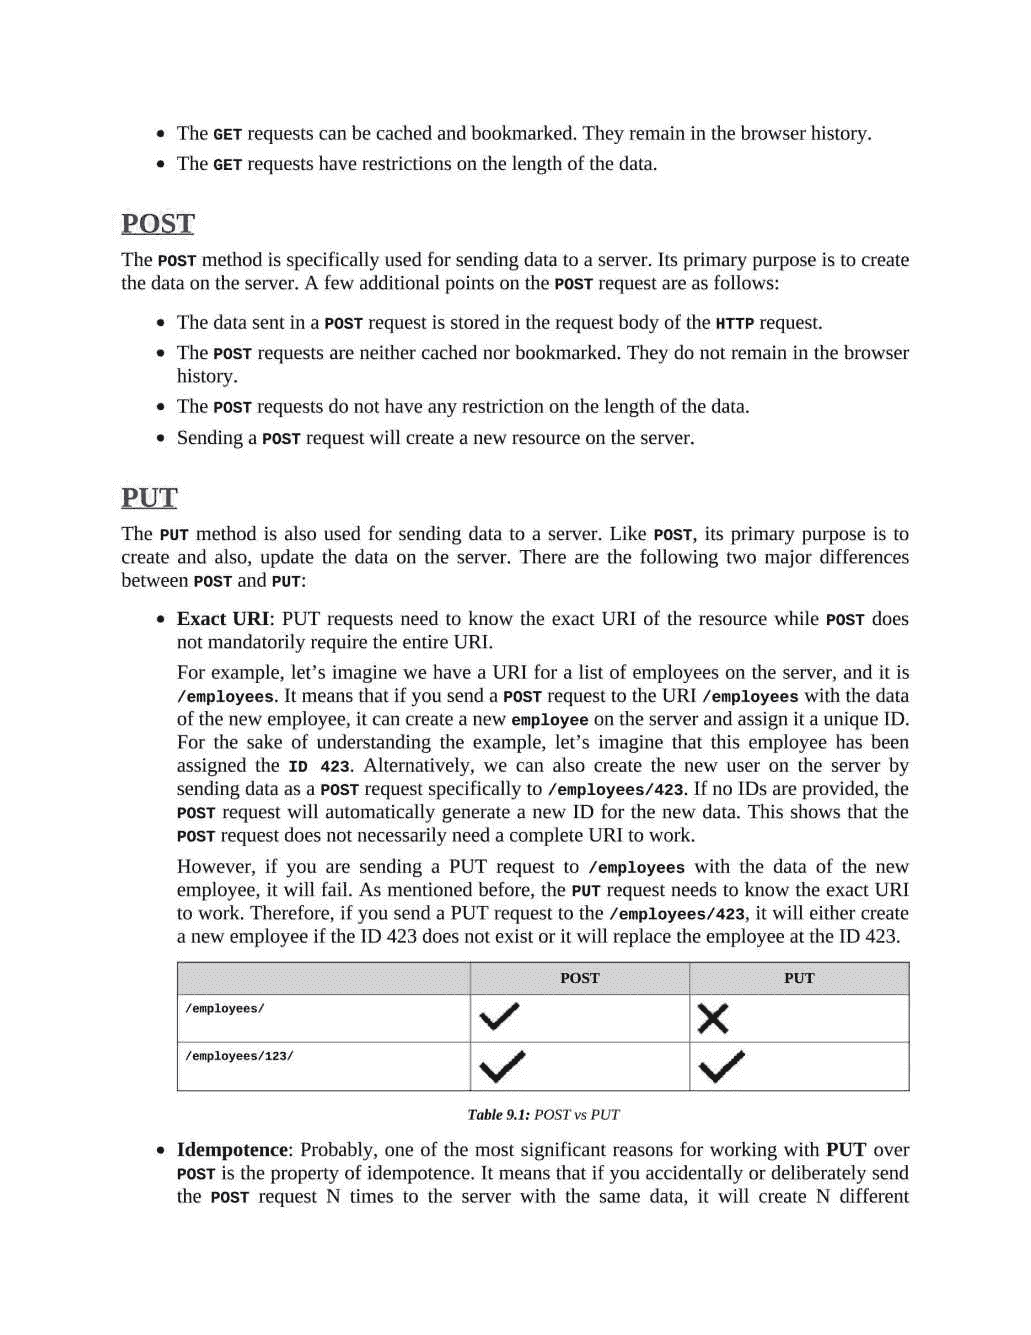 The GET requests can be cached and bookmarked. They remain in the browser history.
The GET requests have restrictions on the length of the data.
POST
The POST method is specifically used for sending data to a server. Its primary purpose is to create
the data on the server. A few additional points on the POST request are as follows:
The data sent in a POST request is stored in the request body of the HTTP request.
The POST requests are neither cached nor bookmarked. They do not remain in the browser
history.
The POST requests do not have any restriction on the length of the data.
Sending a POST request will create a new resource on the server.
PUT
The PUT method is also used for sending data to a server. Like POST, its primary purpose is to
create and also, update the data on the server. There are the following two major differences
between POST and PUT:
Exact URI: PUT requests need to know the exact URI of the resource while POST does
not mandatorily require the entire URI.
For example, let's imagine we have a URI for a list of employees on the server, and it is
/employees. It means that if you send a POST request to the URI /employees with the data
of the new employee, it can create a new employee on the server and assign it a unique ID.
For the sake of understanding the example, let's imagine that this employee has been
assigned the ID 423. Alternatively, we can also create the new user on the server by
sending data as a POST request specifically to /employees/423. If no IDs are provided, the
POST request will automatically generate a new ID for the new data. This shows that the
POST request does not necessarily need a complete URI to work.
However, if you are sending a PUT request to /employees with the data of the new
employee, it will fail. As mentioned before, the PUT request needs to know the exact URI
to work. Therefore, if you send a PUT request to the /employees/423, it will either create
a new employee if the ID 423 does not exist or it will replace the employee at the ID 423.
POST PUT
/employees/
/employees/123/
Table 9.1: POST vs PUT
Idempotence: Probably, one of the most significant reasons for working with PUT over
POST is the property of idempotence. It means that if you accidentally or deliberately send
the POST request N times to the server with the same data, it will create N different